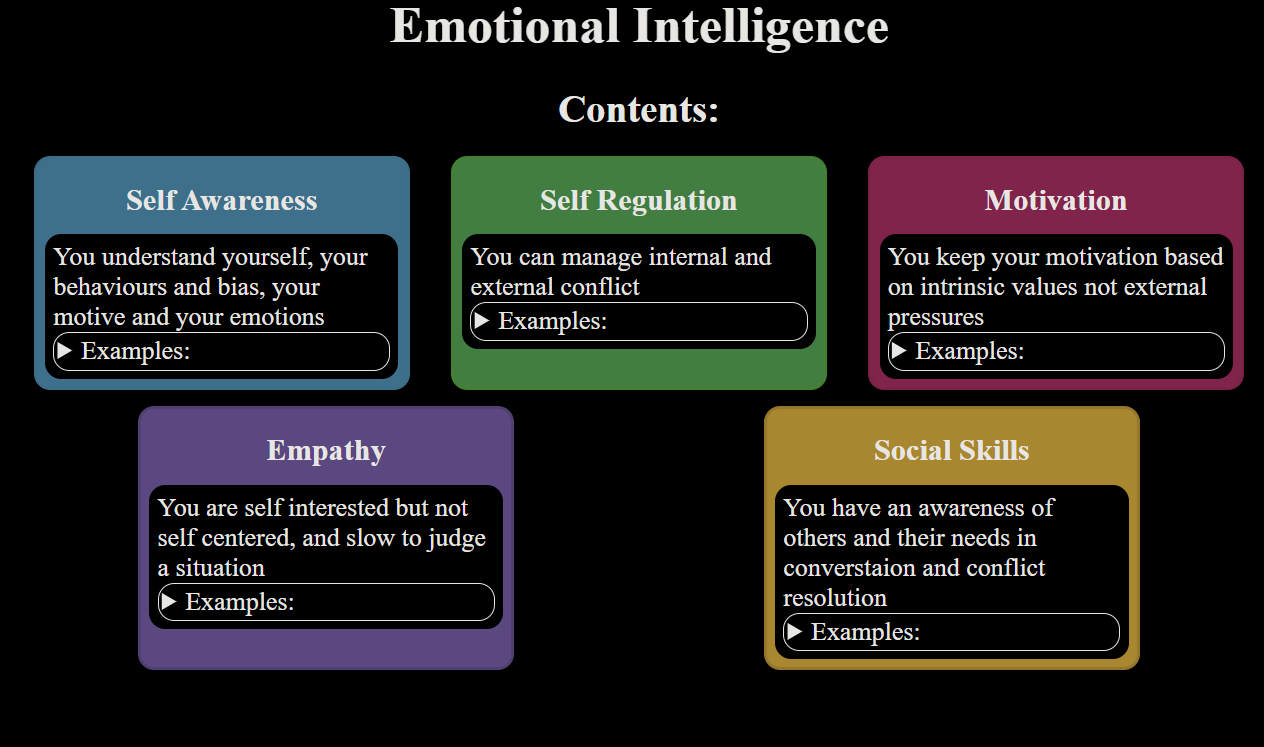 Emotional Intelligence
Contents:
Self Awareness
You understand yourself, your
behaviours and bias, your
motive and your emotions
▶ Examples:
Self Regulation
You can manage internal and
external conflict
▶ Examples:
Motivation
You keep your motivation based
on intrinsic values not external
pressures
▶ Examples:
Empathy
You are self interested but not
self centered, and slow to judge
a situation
▶ Examples:
Social Skills
You have an awareness of
others and their needs in
converstaion and conflict
resolution
▶ Examples: